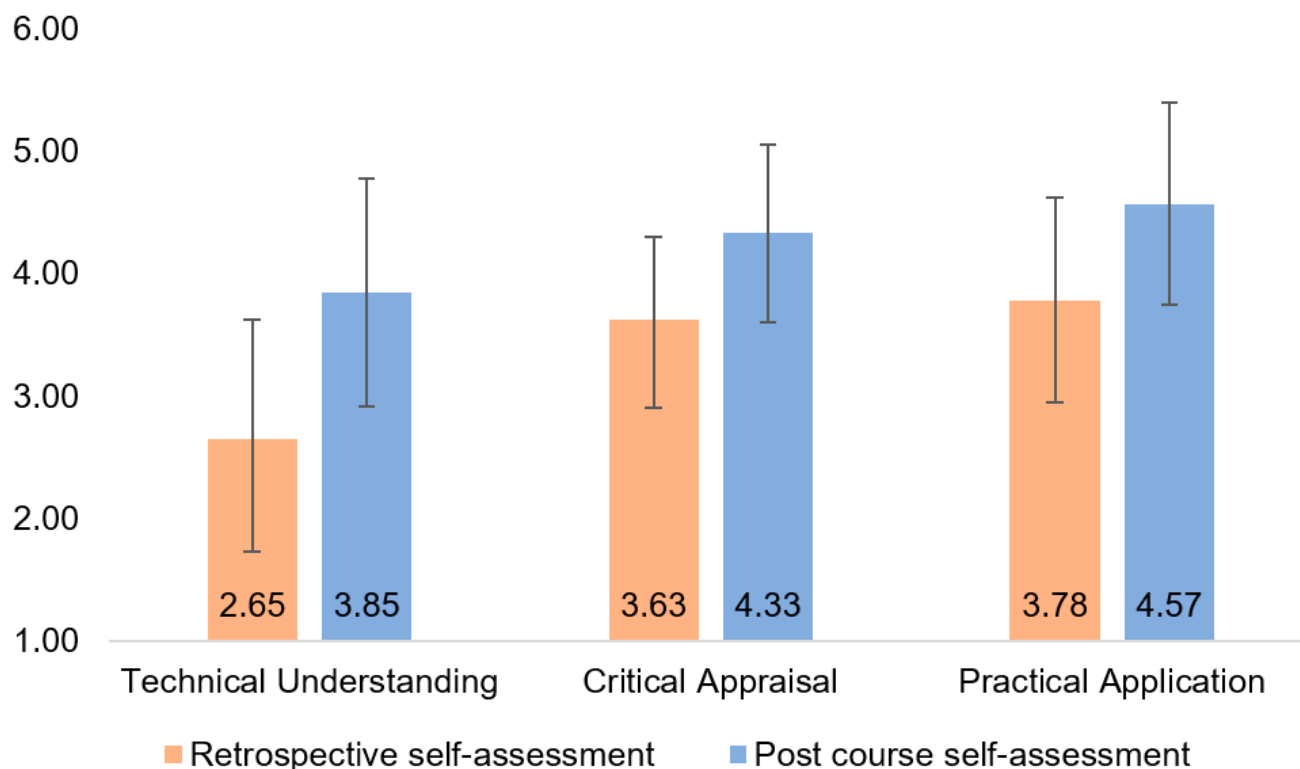 6.00
5.00
4.00
3.00
2.00
1.00
2.65 3.85 3.63 4.33 3.78 4.57
Technical Understanding Critical Appraisal Practical Application
Retrospective self-assessment Post course self-assessment